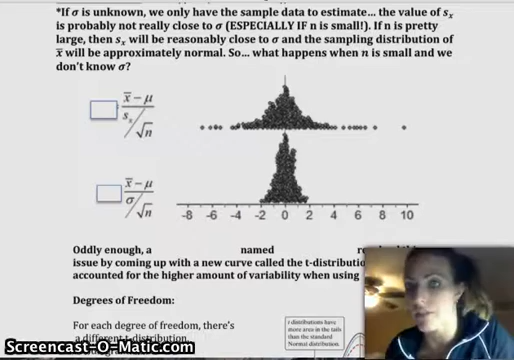 *If σ is unknown, we only have the sample data to estimate... the value of sₓ
is probably not really close to σ (ESPECIALLY IF n is small!). If n is pretty
large, then sₓ will be reasonably close to σ and the sampling distribution of
x̅ will be approximately normal. So... what happens when n is small and we
don't know σ?
x̅ – μ
sₓ/√n
x̅ – μ
σ/√n
-8 -6 -4 -2 0 2 4 6 8 10
Oddly enough, a named
issue by coming up with a new curve called the t-distributio
accounted for the higher amount of variability when using
Degrees of Freedom:
For each degree of freedom, there's
a different t-distribution.
t distributions have
more area in the tails
than the standard
Normal distribution.
Screencast-O-Matic.com